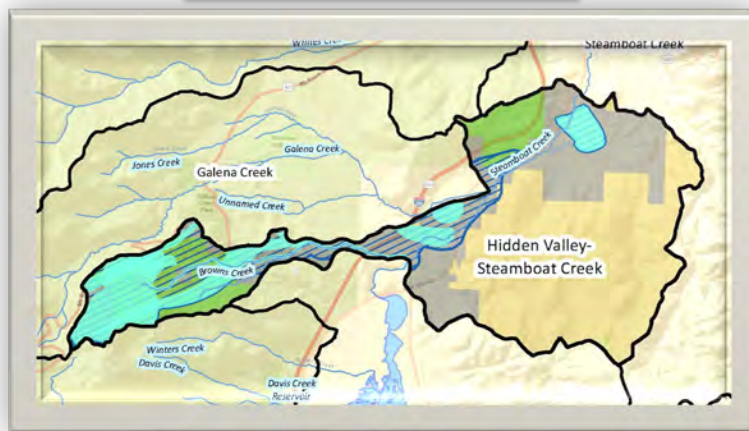 Steamboat Creek
Galena Creek
Jones Creek
Steamboat Creek
Galena Creek
Unnamed Creek
Hidden Valley-
Steamboat Creek
Browns Creek
Winters Creek
Davis Creek
Davis Creek
Reservoir